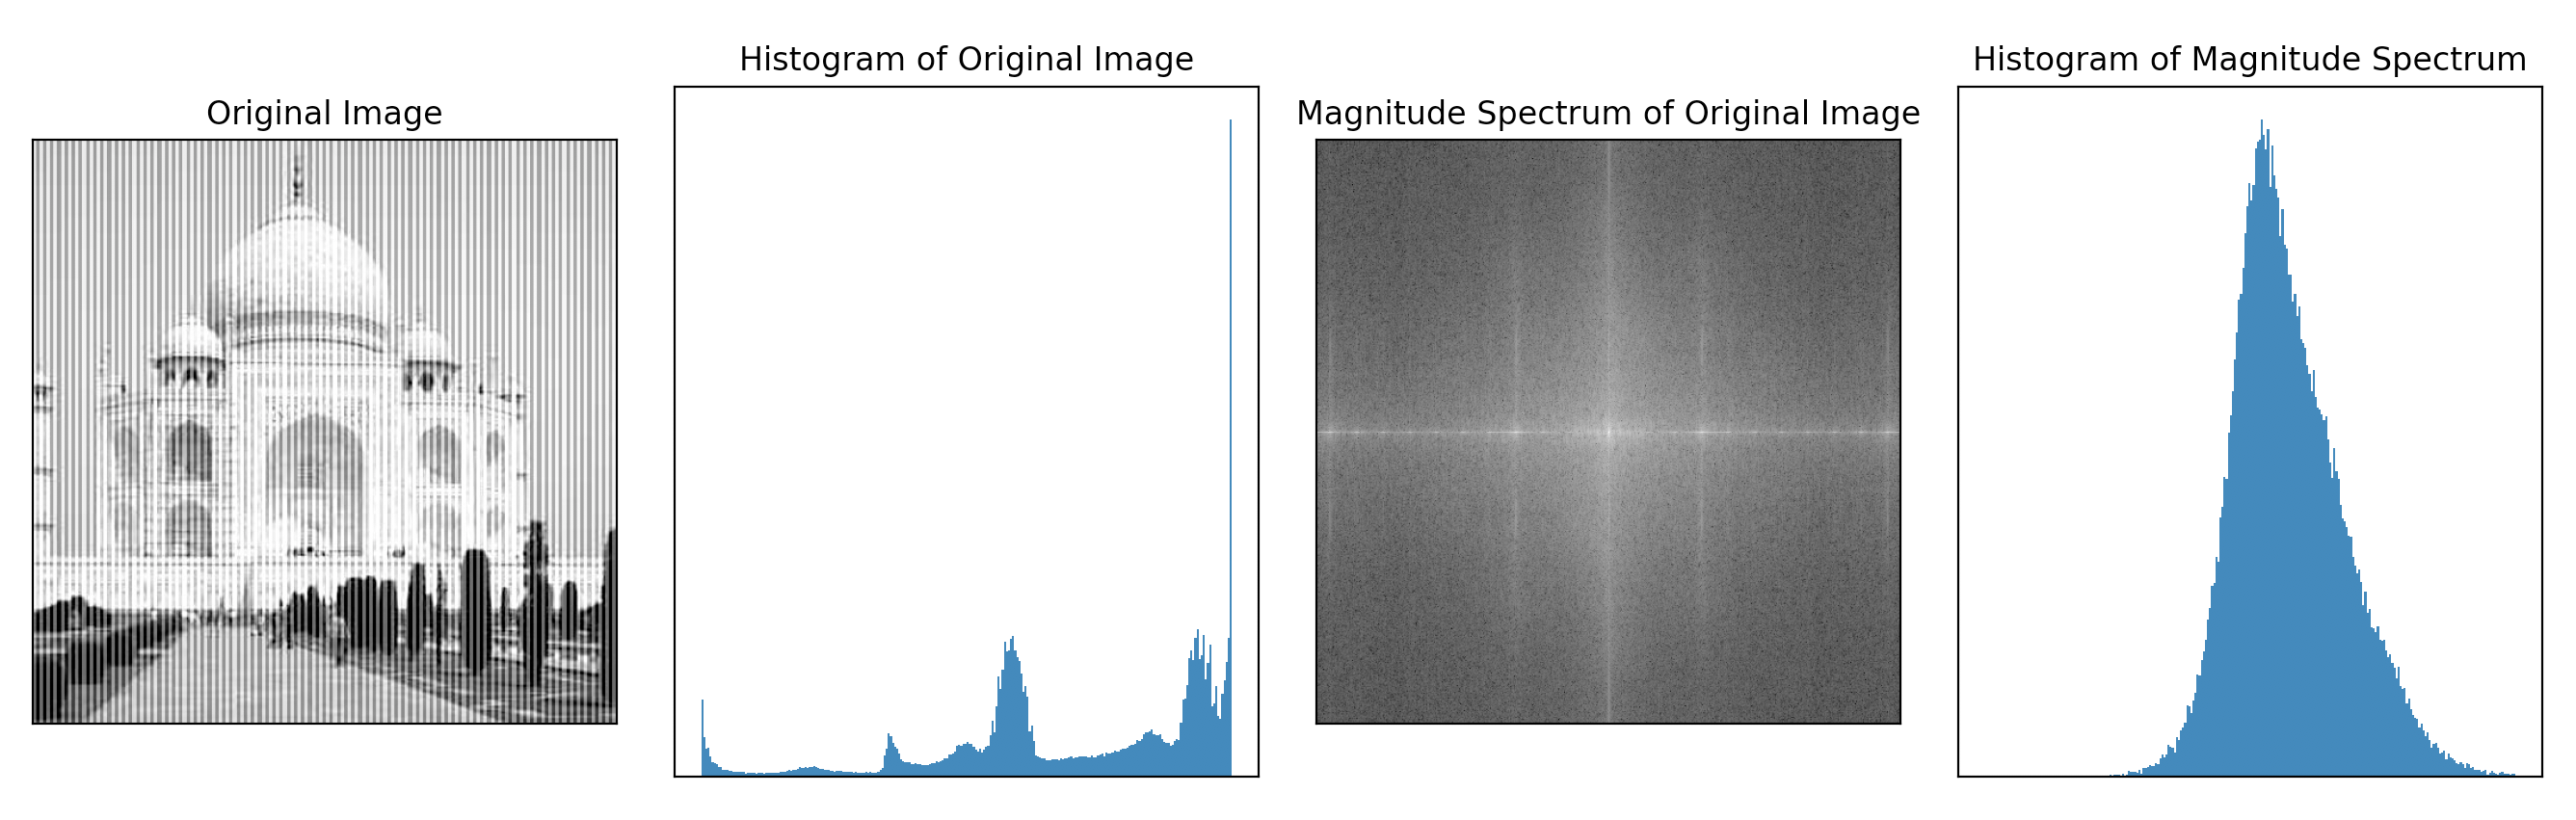 Original Image
Histogram of Original Image
Magnitude Spectrum of Original Image
Histogram of Magnitude Spectrum